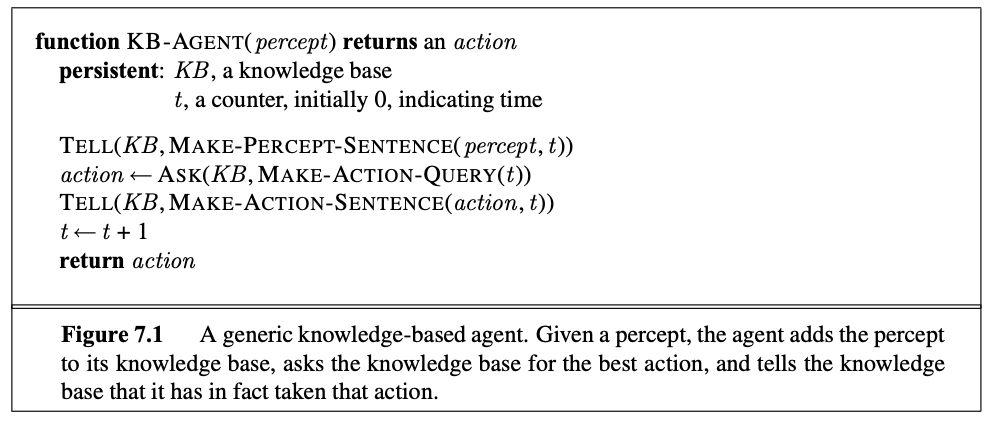 function KB-AGENT(percept) returns an action
persistent: KB, a knowledge base
t, a counter, initially 0, indicating time
TELL(KB, MAKE-PERCEPT-SENTENCE(percept, t))
action ← ASK(KB, MAKE-ACTION-QUERY(t))
TELL(KB, MAKE-ACTION-SENTENCE(action, t))
t ← t + 1
return action
Figure 7.1 A generic knowledge-based agent. Given a percept, the agent adds the percept
to its knowledge base, asks the knowledge base for the best action, and tells the knowledge
base that it has in fact taken that action.